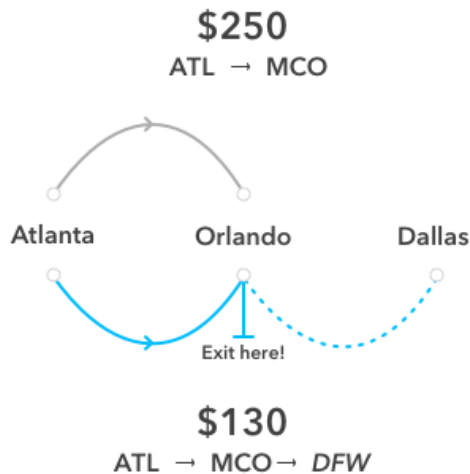 $250
ATL → MCO
Atlanta Orlando Dallas
Exit here!
$130
ATL → MCO → DFW